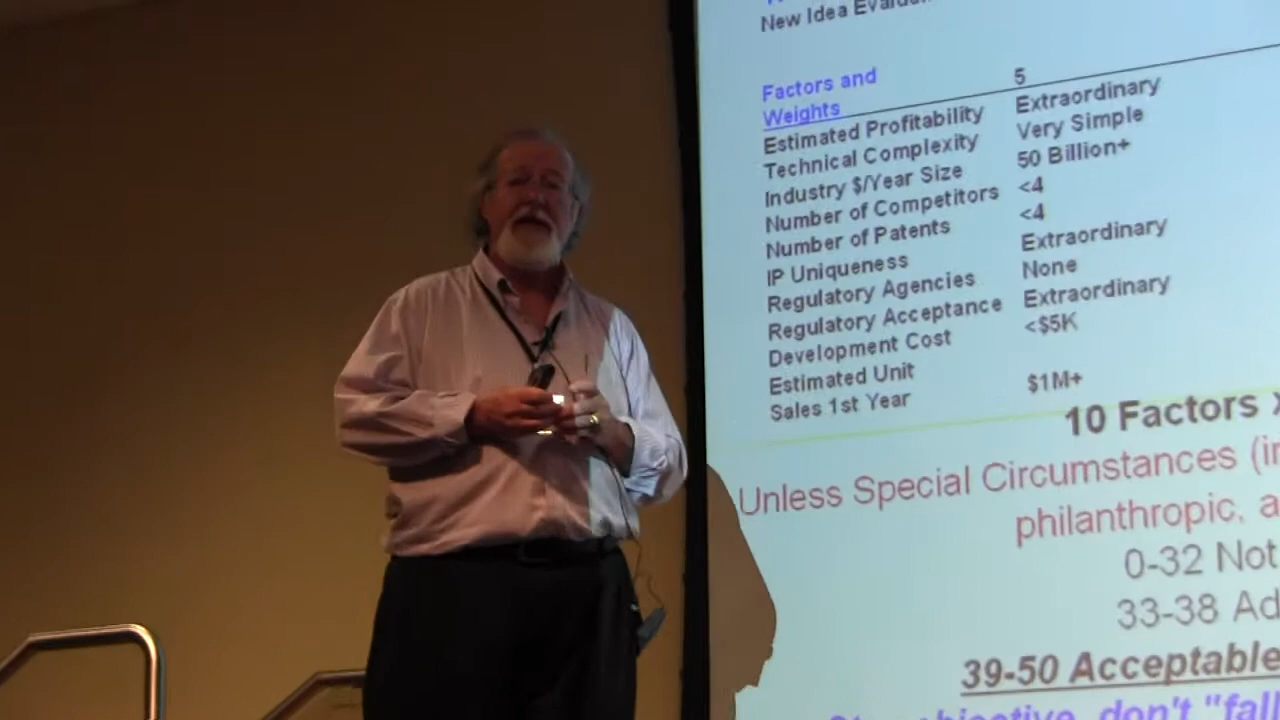 New Idea
Factors and 5
Weights
Estimated Profitability Extraordinary
Technical Complexity Very Simple
Industry $/Year Size 50 Billion+
Number of Competitors <4
Number of Patents <4
IP Uniqueness Extraordinary
Regulatory Agencies None
Regulatory Acceptance Extraordinary
Development Cost <$5K
Estimated Unit
Sales 1st Year $1M+
10 Factors
Unless Special Circumstances
philanthropic,
0-32 Not
33-38
39-50 Acceptable
objective, don't "fall